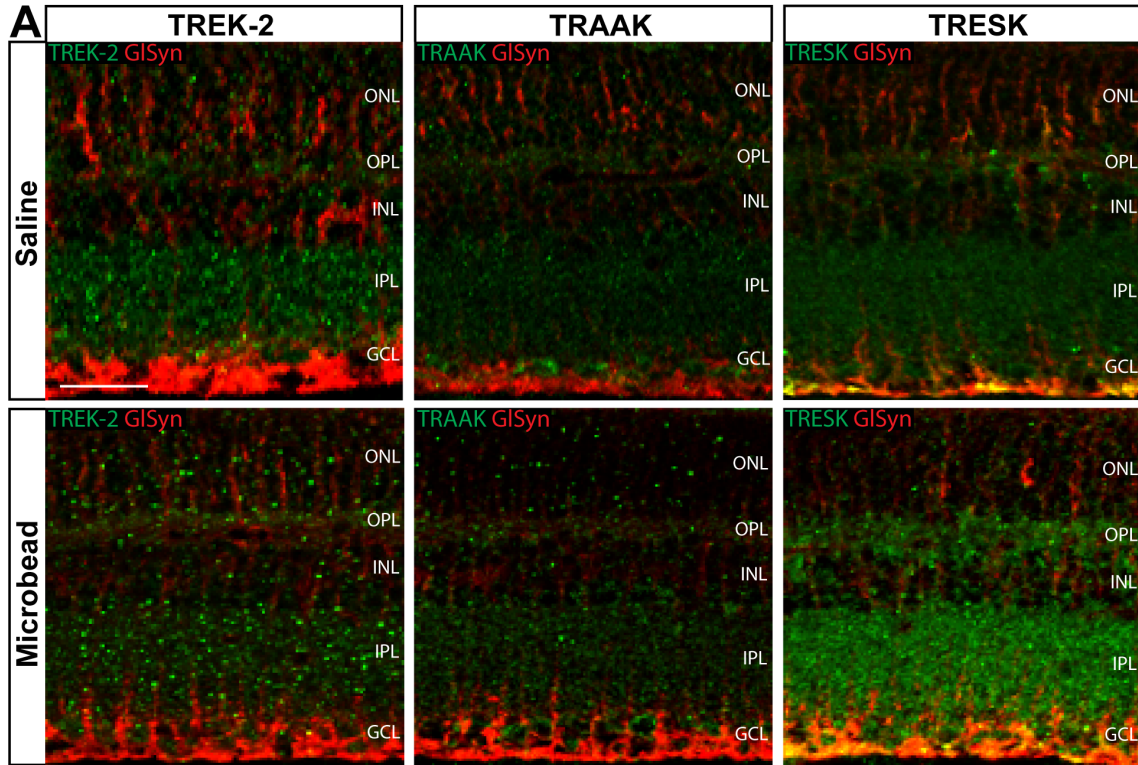 A
TREK-2
TRAAK
TRESK
Saline
TREK-2 GlSyn
ONL
OPL
INL
IPL
GCL
TRAAK GlSyn
ONL
OPL
INL
IPL
GCL
TRESK GlSyn
ONL
OPL
INL
IPL
GCL
Microbead
TREK-2 GlSyn
ONL
OPL
INL
IPL
GCL
TRAAK GlSyn
ONL
OPL
INL
IPL
GCL
TRESK GlSyn
ONL
OPL
INL
IPL
GCL